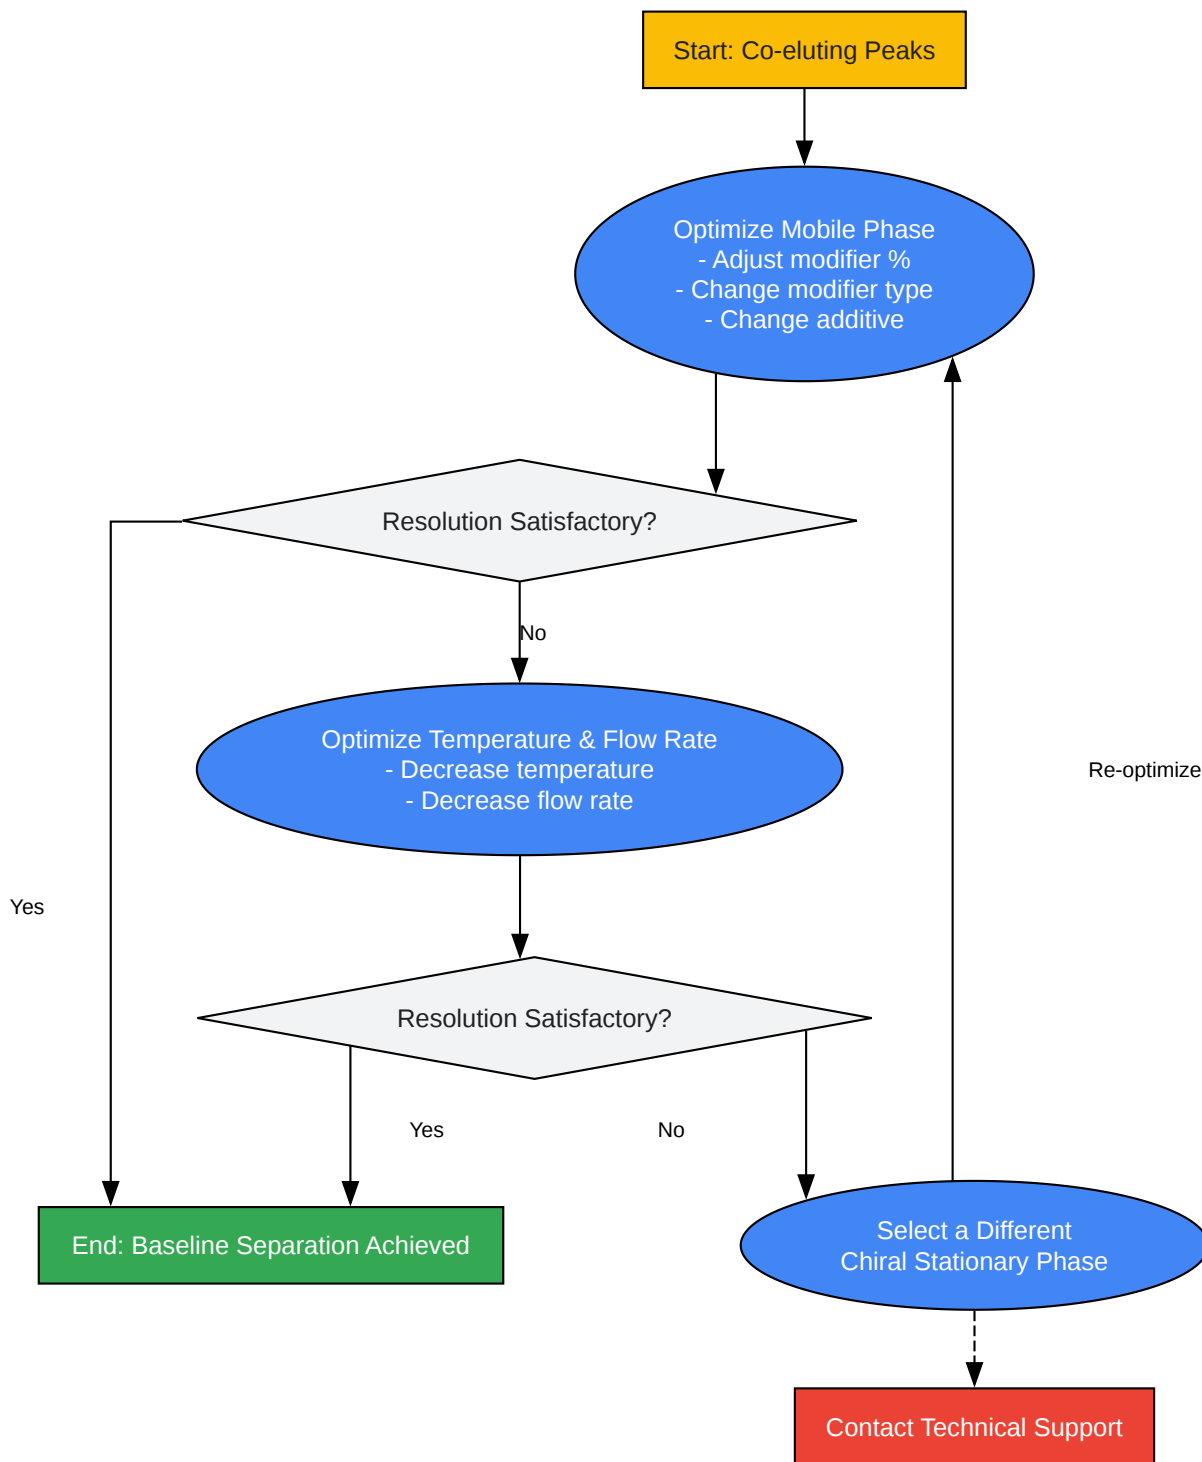 Start: Co-eluting Peaks
Optimize Mobile Phase
- Adjust modifier %
- Change modifier type
- Change additive
Resolution Satisfactory?
No
Optimize Temperature & Flow Rate
- Decrease temperature
- Decrease flow rate
Re-optimize
Yes
Resolution Satisfactory?
Yes
No
End: Baseline Separation Achieved
Select a Different
Chiral Stationary Phase
Contact Technical Support